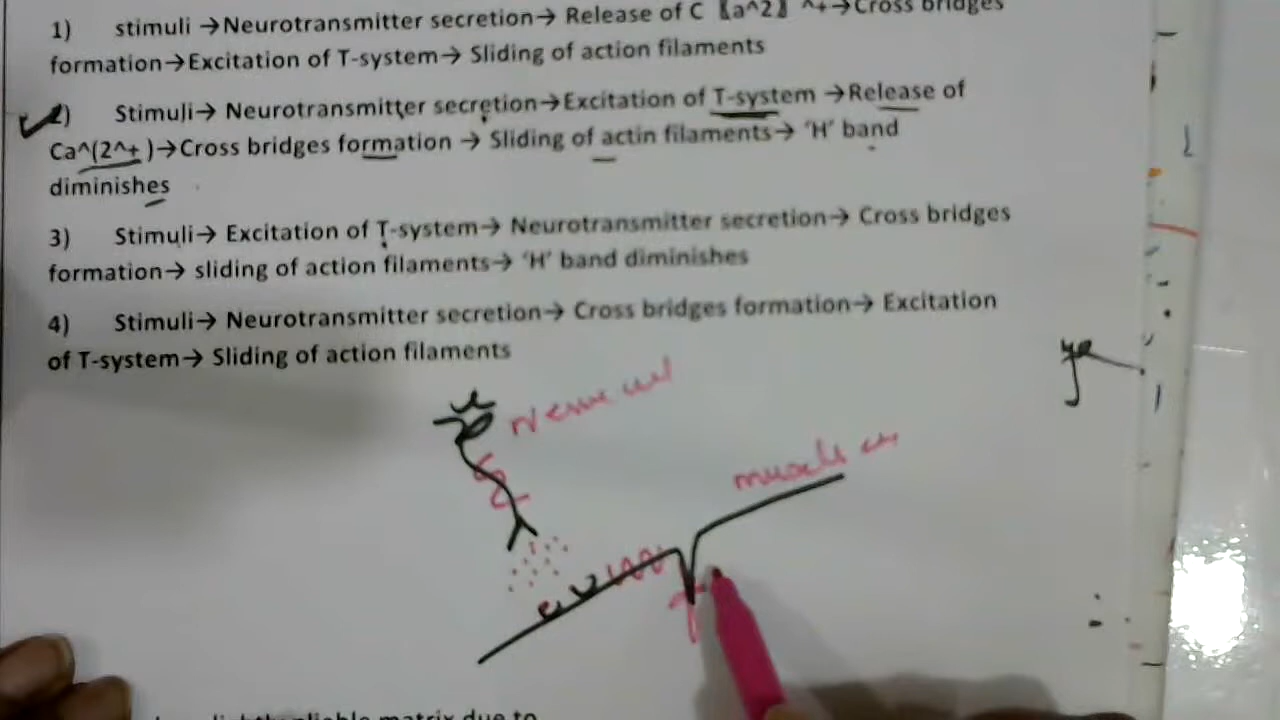 1) stimuli →Neurotransmitter secretion→ Release of C 〖a^2〗 ^+→Cross bridges
formation→Excitation of T-system→ Sliding of action filaments
2) Stimuli→ Neurotransmitter secretion→Excitation of T-system →Release of
Ca^(2^+ )→Cross bridges formation → Sliding of actin filaments→ ‘H’ band
diminishes
3) Stimuli→ Excitation of T-system→ Neurotransmitter secretion→ Cross bridges
formation→ sliding of action filaments→ ‘H’ band diminishes
4) Stimuli→ Neurotransmitter secretion→ Cross bridges formation→ Excitation
of T-system→ Sliding of action filaments
matrix due to